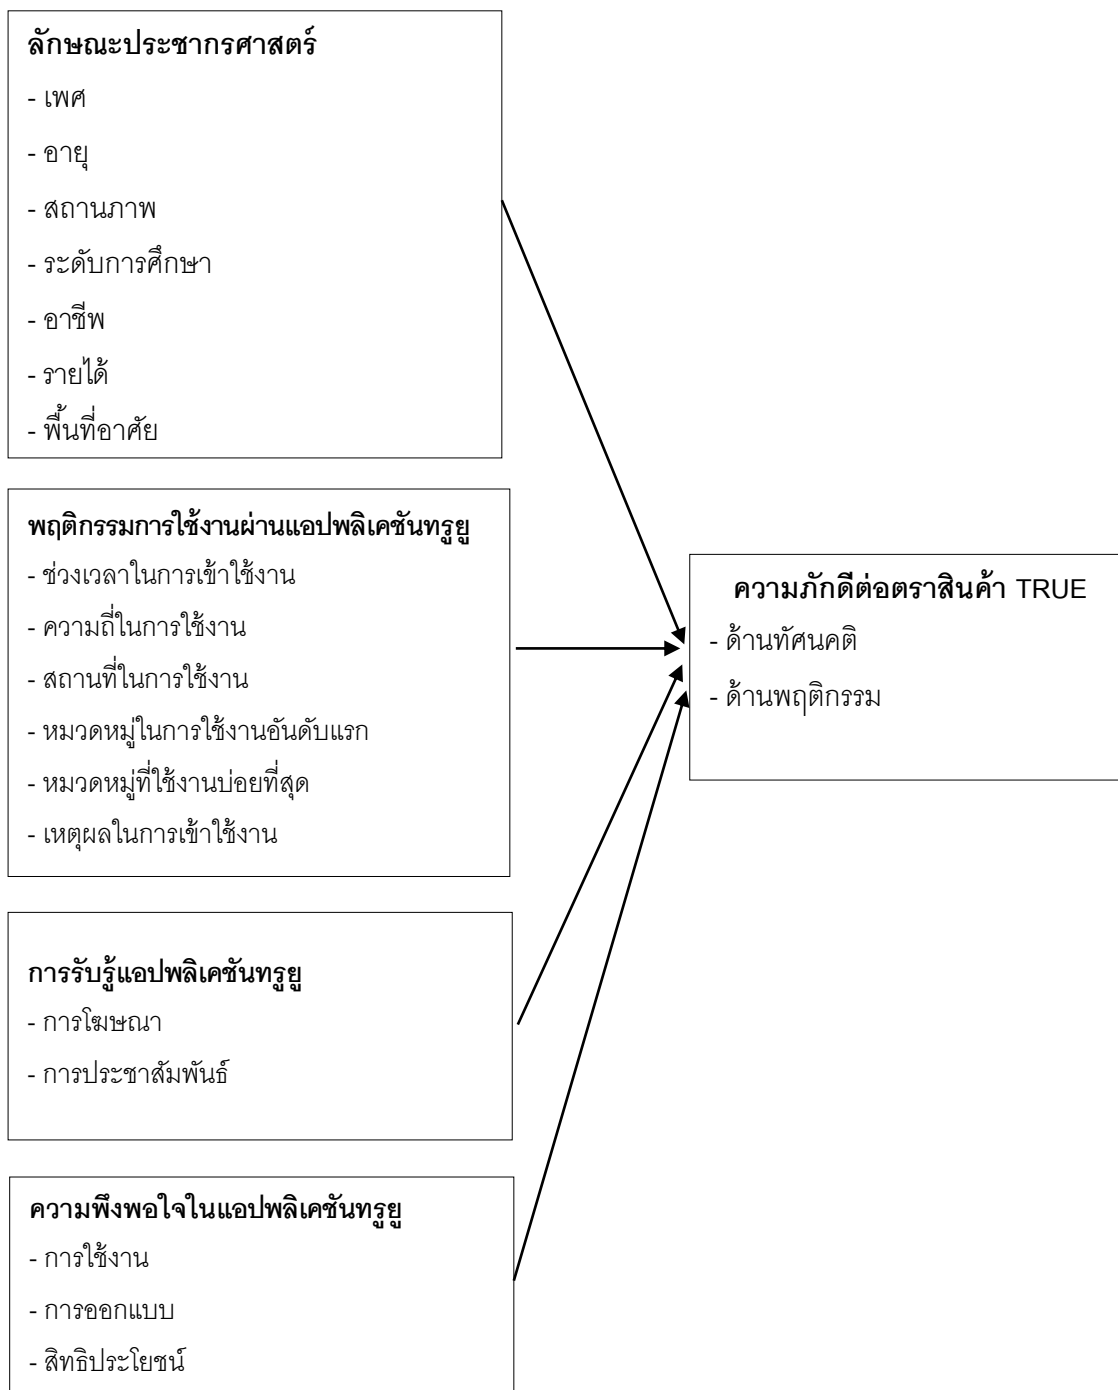 ลักษณะประชากรศาสตร์
- เพศ
- อายุ
- สถานภาพ
- ระดับการศึกษา
- อาชีพ
- รายได้
- พื้นที่อาศัย
พฤติกรรมการใช้งานผ่านแอปพลิเคชันทรูยู
- ช่วงเวลาในการเข้าใช้งาน
- ความถี่ในการใช้งาน
- สถานที่ในการใช้งาน
- หมวดหมู่ในการใช้งานอันดับแรก
- หมวดหมู่ที่ใช้งานบ่อยที่สุด
- เหตุผลในการเข้าใช้งาน
การรับรู้แอปพลิเคชันทรูยู
- การโฆษณา
- การประชาสัมพันธ์
ความพึงพอใจในแอปพลิเคชันทรูยู
- การใช้งาน
- การออกแบบ
- สิทธิประโยชน์
ความภักดีต่อตราสินค้า TRUE
- ด้านทัศนคติ
- ด้านพฤติกรรม